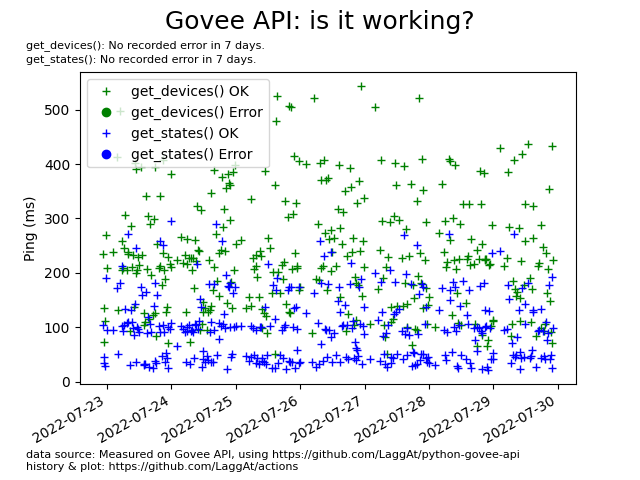 Govee API: is it working?
get_devices(): No recorded error in 7 days.
get_states(): No recorded error in 7 days.
get_devices() OK
get_devices() Error
get_states() OK
get_states() Error
Ping (ms)
500
400
300
200
100
0
2022-07-23
2022-07-24
2022-07-25
2022-07-26
2022-07-27
2022-07-28
2022-07-29
2022-07-30
data source: Measured on Govee API, using https://github.com/LaggAt/python-govee-api
history & plot: https://github.com/LaggAt/actions